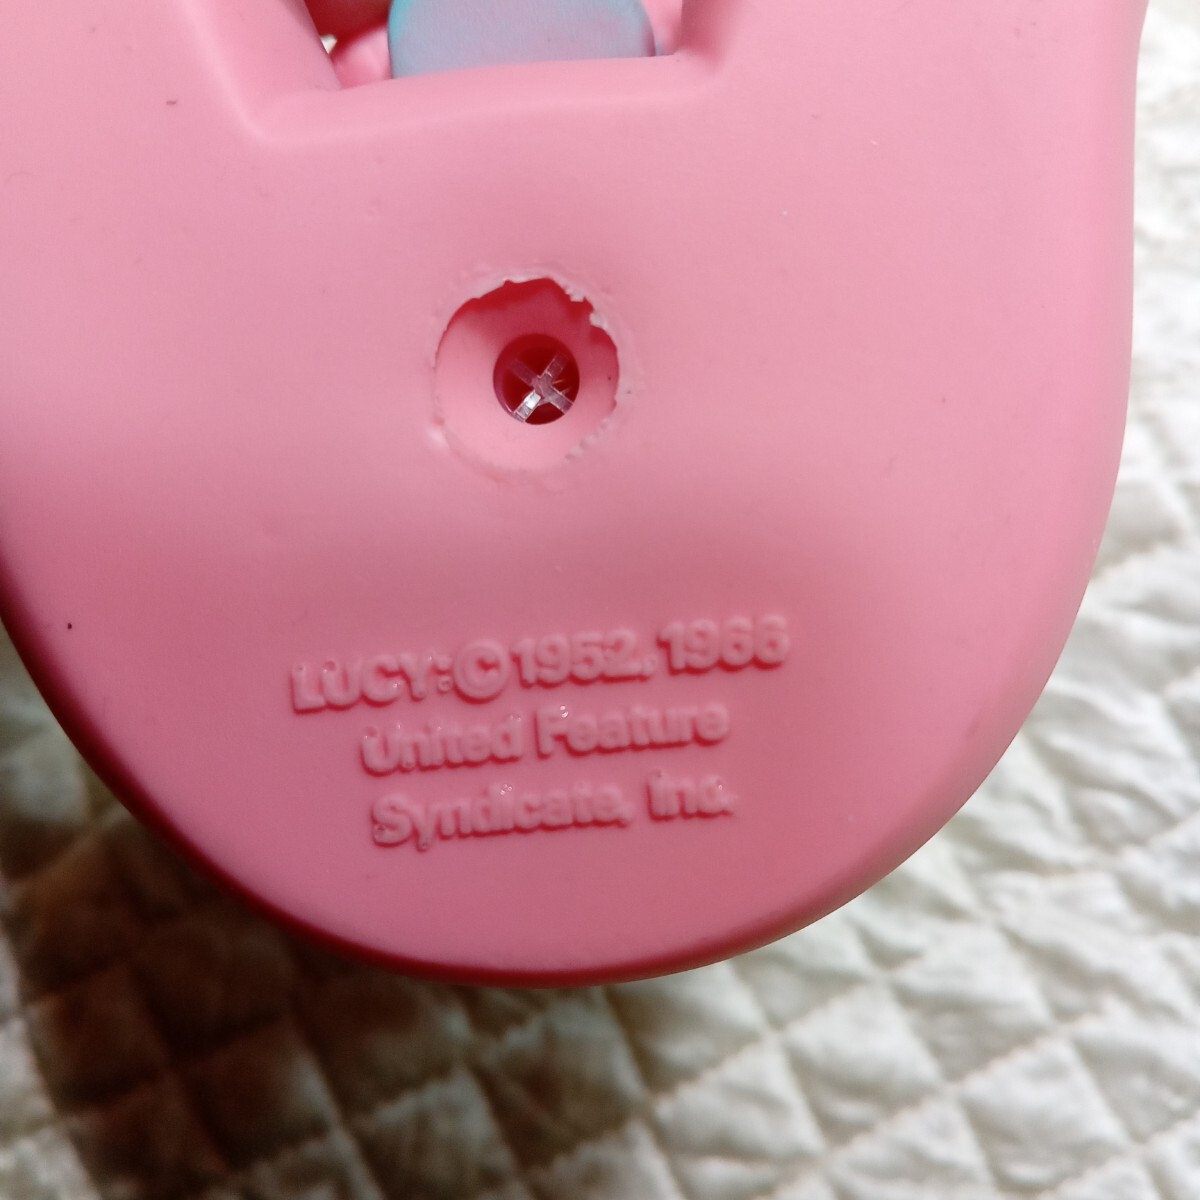 LUCY:©1952,1966
United Feature
Syndicate, Inc.